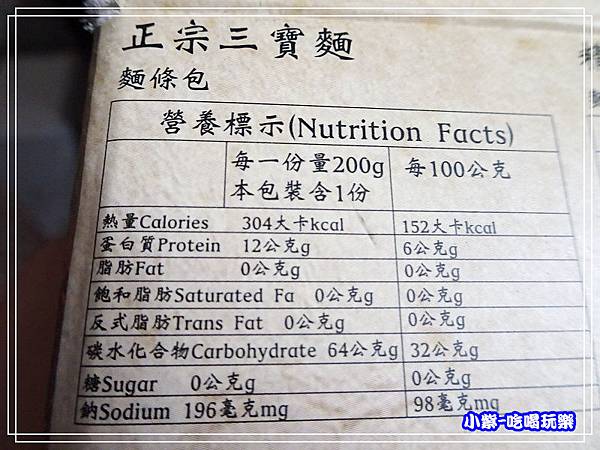 正宗三寶麵
麵條包
營養標示(Nutrition Facts)
每一份量200g 每100公克
本包裝含1份
熱量Calories 304大卡kcal 152大卡kcal
蛋白質Protein 12公克g 6公克g
脂肪Fat 0公克g 0公克g
飽和脂肪Saturated Fa 0公克g 0公克g
反式脂肪Trans Fat 0公克g 0公克g
碳水化合物Carbohydrate 64公克g 32公克g
糖Sugar 0公克g 0公克g
鈉Sodium 196毫克mg 98毫克mg
小紫-吃喝玩樂